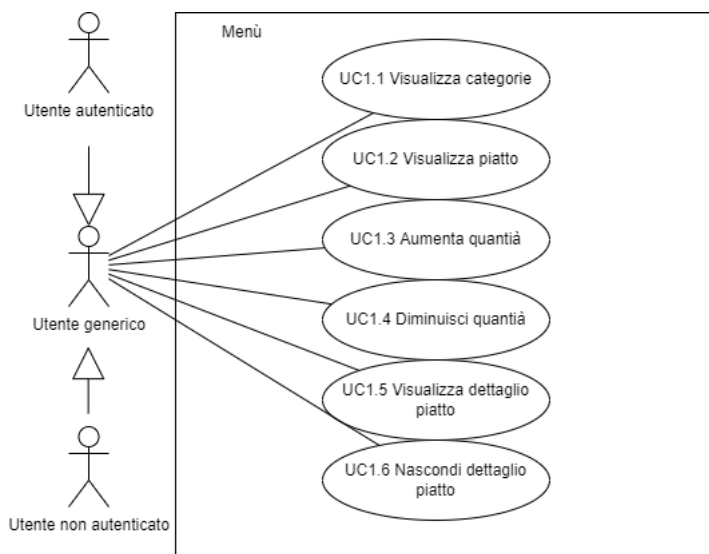 Menù
UC1.1 Visualizza categorie
Utente autenticato
UC1.2 Visualizza piatto
UC1.3 Aumenta quantià
Utente generico
UC1.4 Diminuisci quantià
UC1.5 Visualizza dettaglio
piatto
UC1.6 Nascondi dettaglio
piatto
Utente non autenticato